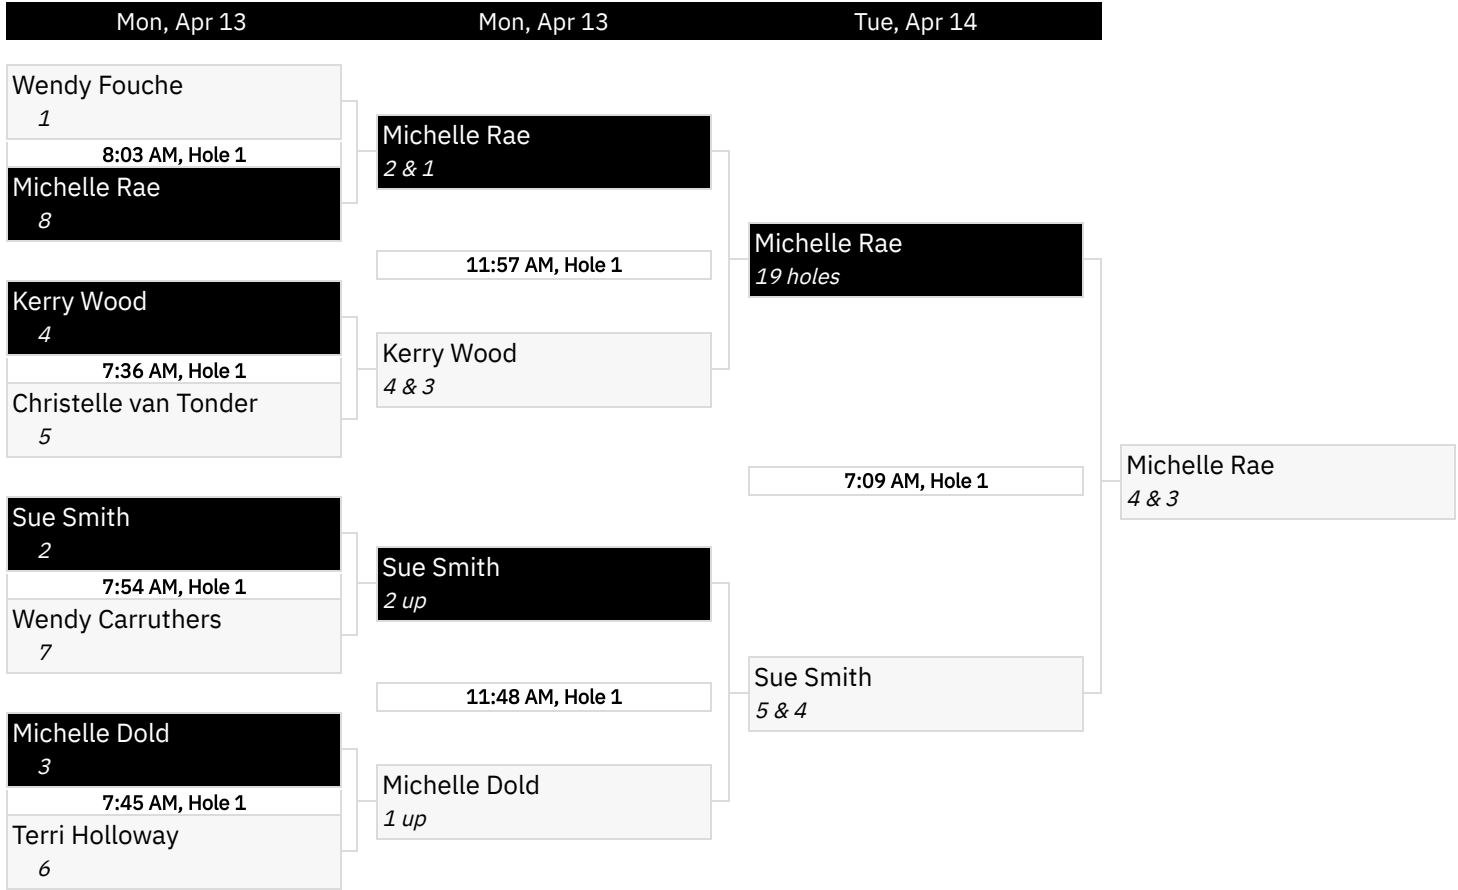 Mon, Apr 13
Mon, Apr 13
Tue, Apr 14
Wendy Fouche
1
8:03 AM, Hole 1
Michelle Rae
8
Kerry Wood
4
7:36 AM, Hole 1
Christelle van Tonder
5
Sue Smith
2
7:54 AM, Hole 1
Wendy Carruthers
7
Michelle Dold
3
7:45 AM, Hole 1
Terri Holloway
6
Michelle Rae
2 & 1
11:57 AM, Hole 1
Kerry Wood
4 & 3
Sue Smith
2 up
11:48 AM, Hole 1
Michelle Dold
1 up
Michelle Rae
19 holes
7:09 AM, Hole 1
Sue Smith
5 & 4
Michelle Rae
4 & 3